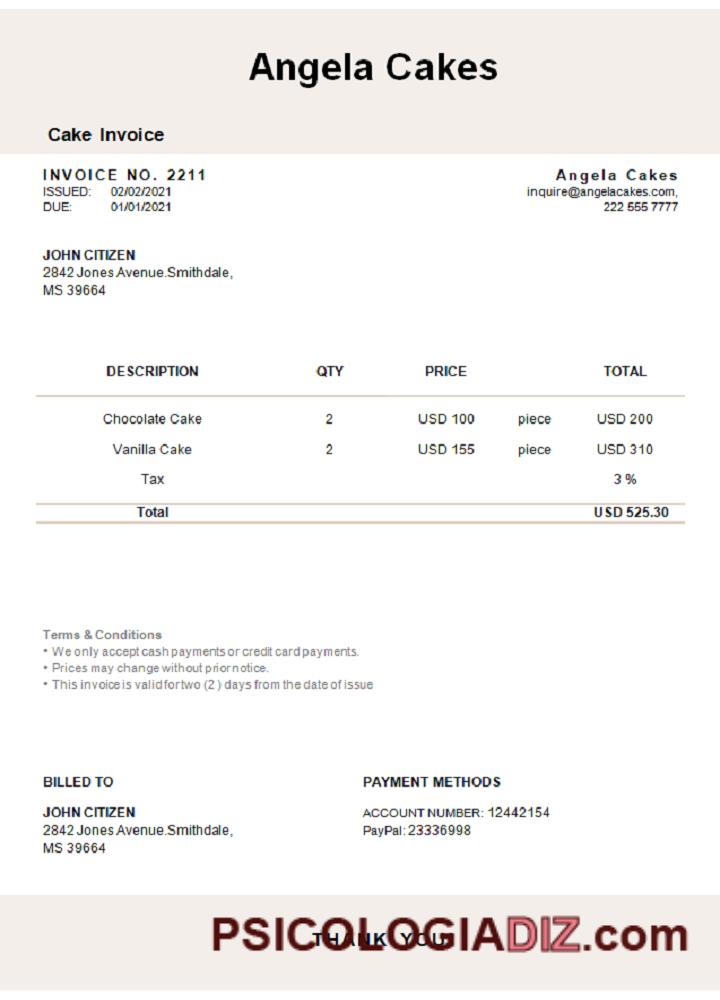 Angela Cakes
Cake Invoice
INVOICE NO. 2211
ISSUED: 02/02/2021
DUE: 01/01/2021
Angela Cakes
inquire@angelacakes.com,
222 555 7777
JOHN CITIZEN
2842 Jones Avenue.Smithdale,
MS 39664
DESCRIPTION QTY PRICE TOTAL
Chocolate Cake 2 USD 100 piece USD 200
Vanilla Cake 2 USD 155 piece USD 310
Tax 3 %
Total USD 525.30
Terms & Conditions
• We only accept cash payments or credit card payments.
• Prices may change without prior notice.
• This invoice is valid for two (2 ) days from the date of issue
BILLED TO
JOHN CITIZEN
2842 Jones Avenue.Smithdale,
MS 39664
PAYMENT METHODS
ACCOUNT NUMBER: 12442154
PayPal: 23336998
THANK YOU
PSICOLOGIADIZ.com